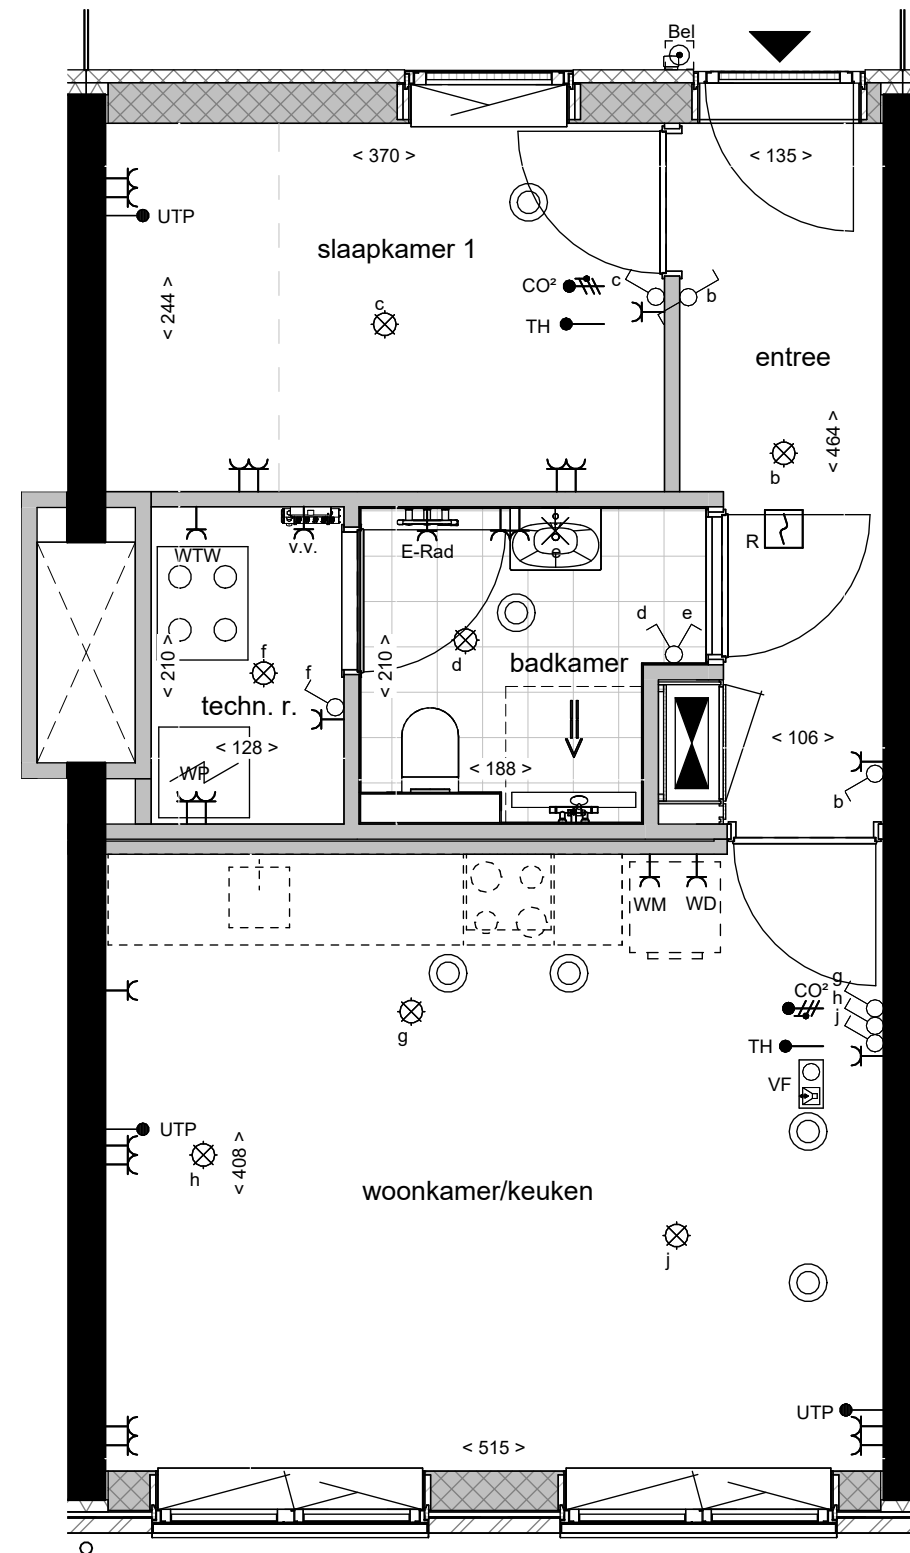 Bel
< 370 >
< 135 >
UTP
slaapkamer 1
CO²
c
b
c
< 244 >
TH
entree
< 464 >
b
WTW
v.v.
E-Rad
R
d
e
f
d
badkamer
f
< 210 >
< 210 >
techn. r.
< 128 >
< 106 >
WP
< 188 >
b
WM
WD
g
CO²
h
j
g
TH
VF
UTP
h
< 408 >
woonkamer/keuken
j
UTP
< 515 >